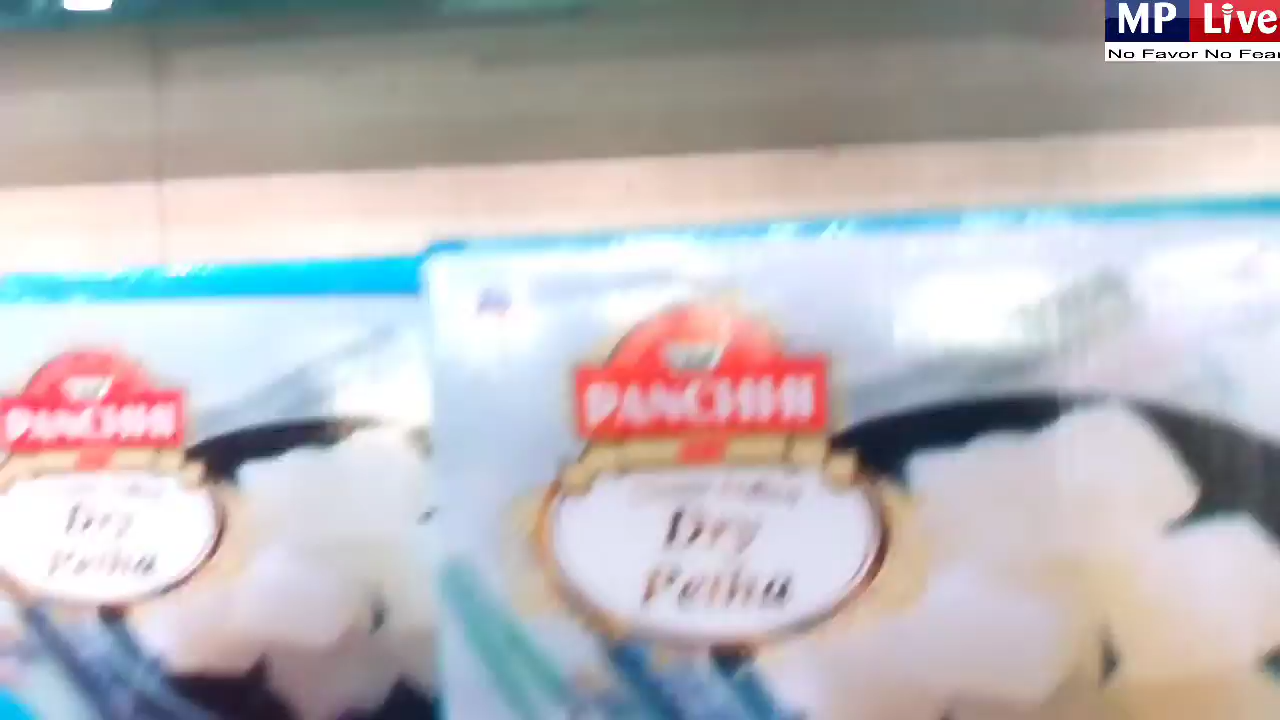 MP Live
No Favor No Fear
PANCHHI
Dry
Petha
PANCHHI
Dry
Petha